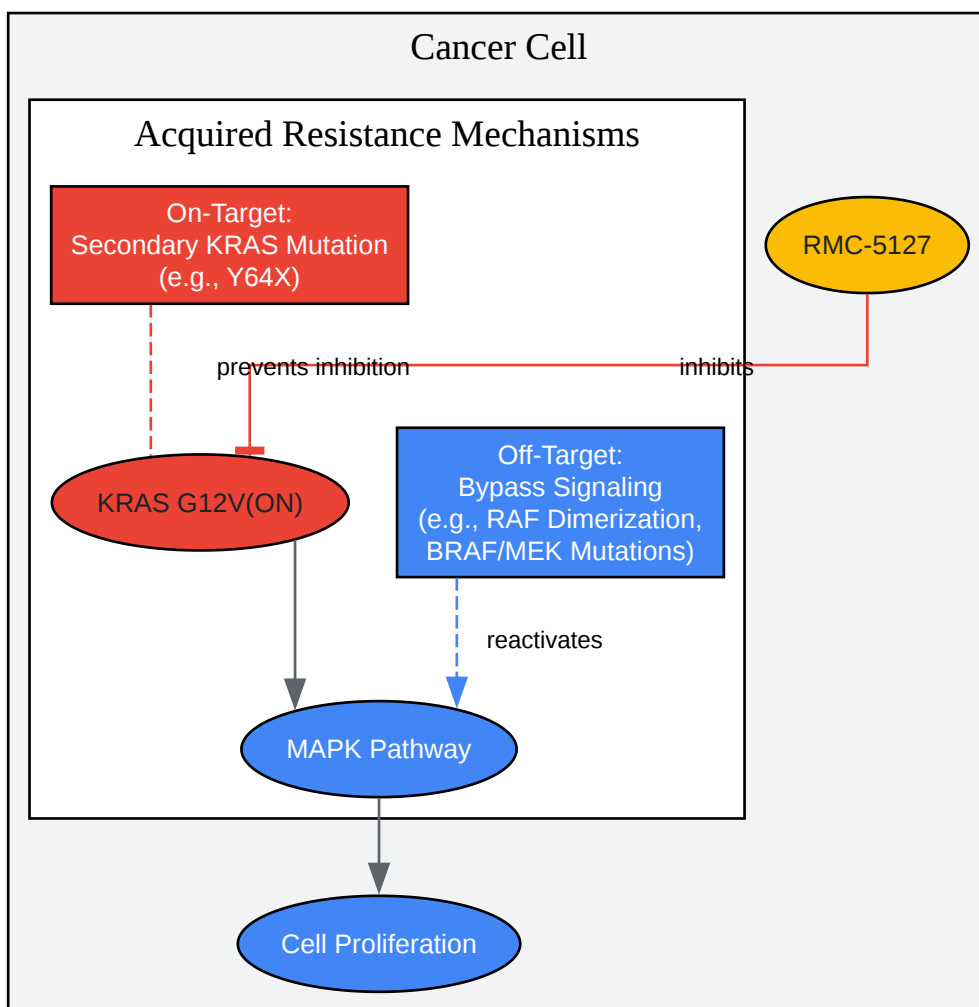 Cancer Cell
Acquired Resistance Mechanisms
On-Target:
Secondary KRAS Mutation
(e.g., Y64X)
RMC-5127
prevents inhibition
inhibits
Off-Target:
Bypass Signaling
(e.g., RAF Dimerization,
BRAF/MEK Mutations)
KRAS G12V(ON)
reactivates
MAPK Pathway
Cell Proliferation